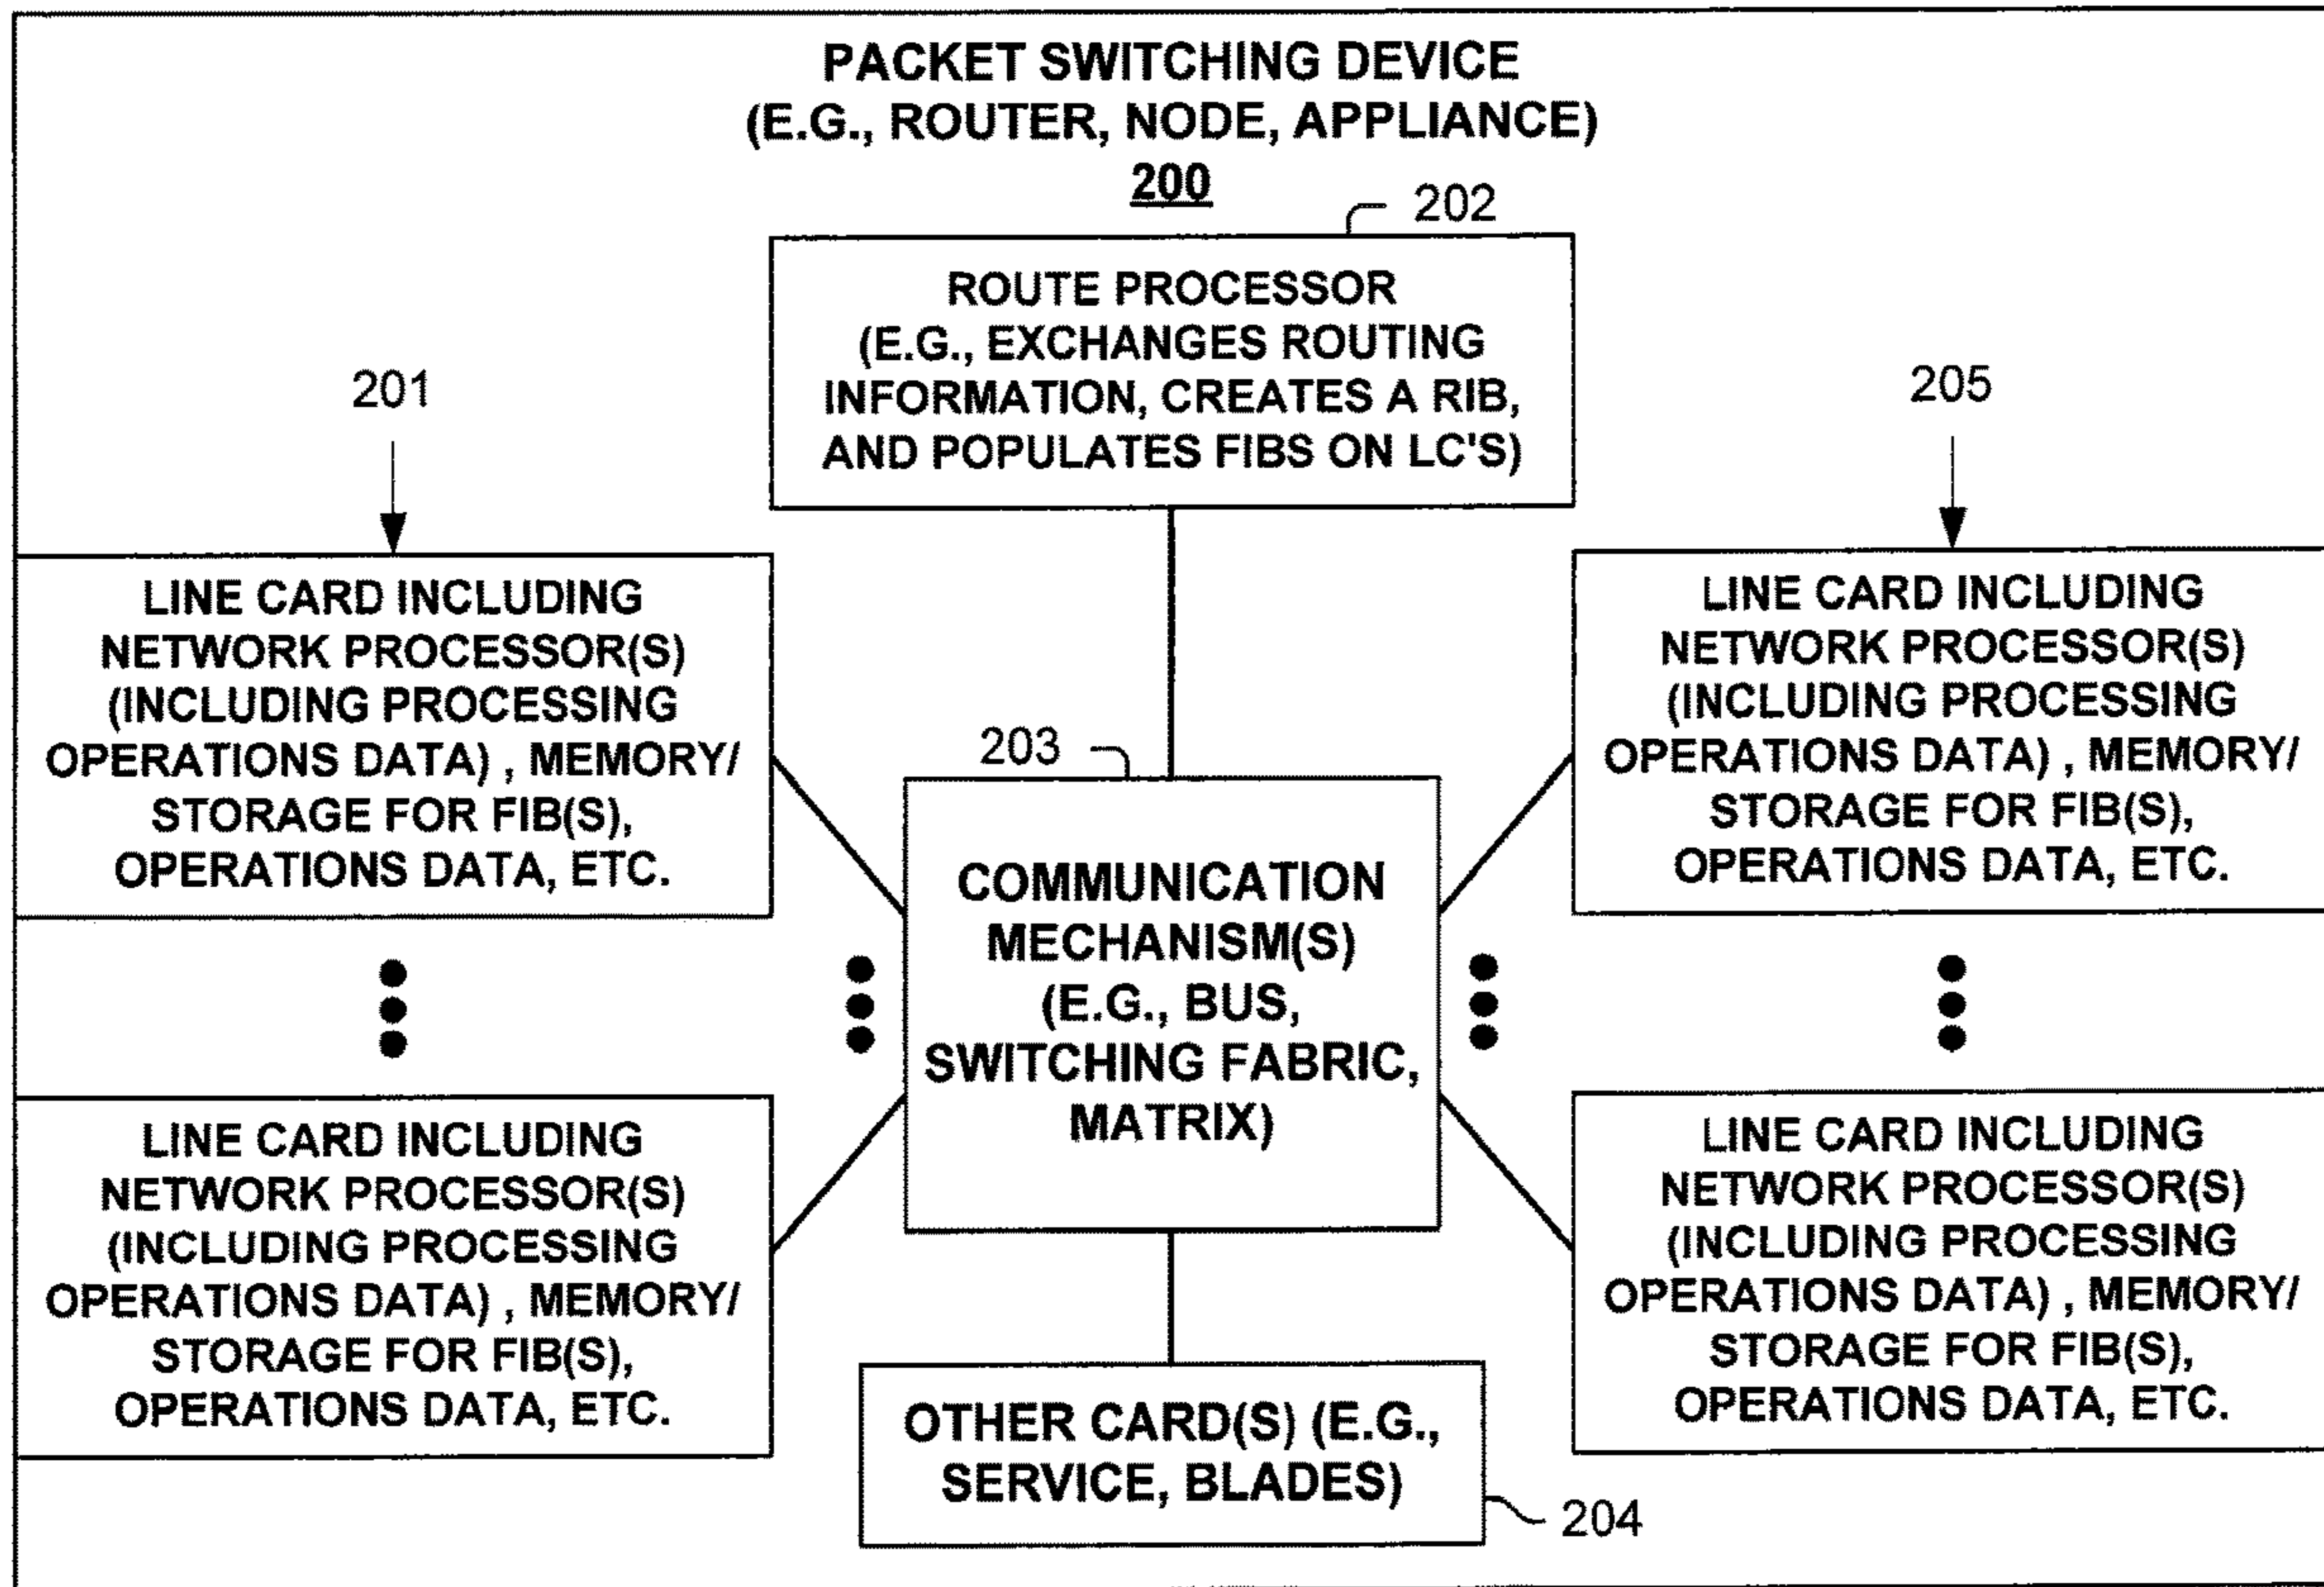 PACKET SWITCHING DEVICE
(E.G., ROUTER, NODE, APPLIANCE)
200
202
ROUTE PROCESSOR
(E.G., EXCHANGES ROUTING
INFORMATION, CREATES A RIB,
AND POPULATES FIBS ON LC'S)
201
205
LINE CARD INCLUDING
NETWORK PROCESSOR(S)
(INCLUDING PROCESSING
OPERATIONS DATA) , MEMORY/
STORAGE FOR FIB(S),
OPERATIONS DATA, ETC.
LINE CARD INCLUDING
NETWORK PROCESSOR(S)
(INCLUDING PROCESSING
OPERATIONS DATA) , MEMORY/
STORAGE FOR FIB(S),
OPERATIONS DATA, ETC.
203
COMMUNICATION
MECHANISM(S)
(E.G., BUS,
SWITCHING FABRIC,
MATRIX)
LINE CARD INCLUDING
NETWORK PROCESSOR(S)
(INCLUDING PROCESSING
OPERATIONS DATA) , MEMORY/
STORAGE FOR FIB(S),
OPERATIONS DATA, ETC.
LINE CARD INCLUDING
NETWORK PROCESSOR(S)
(INCLUDING PROCESSING
OPERATIONS DATA) , MEMORY/
STORAGE FOR FIB(S),
OPERATIONS DATA, ETC.
OTHER CARD(S) (E.G.,
SERVICE, BLADES)
204